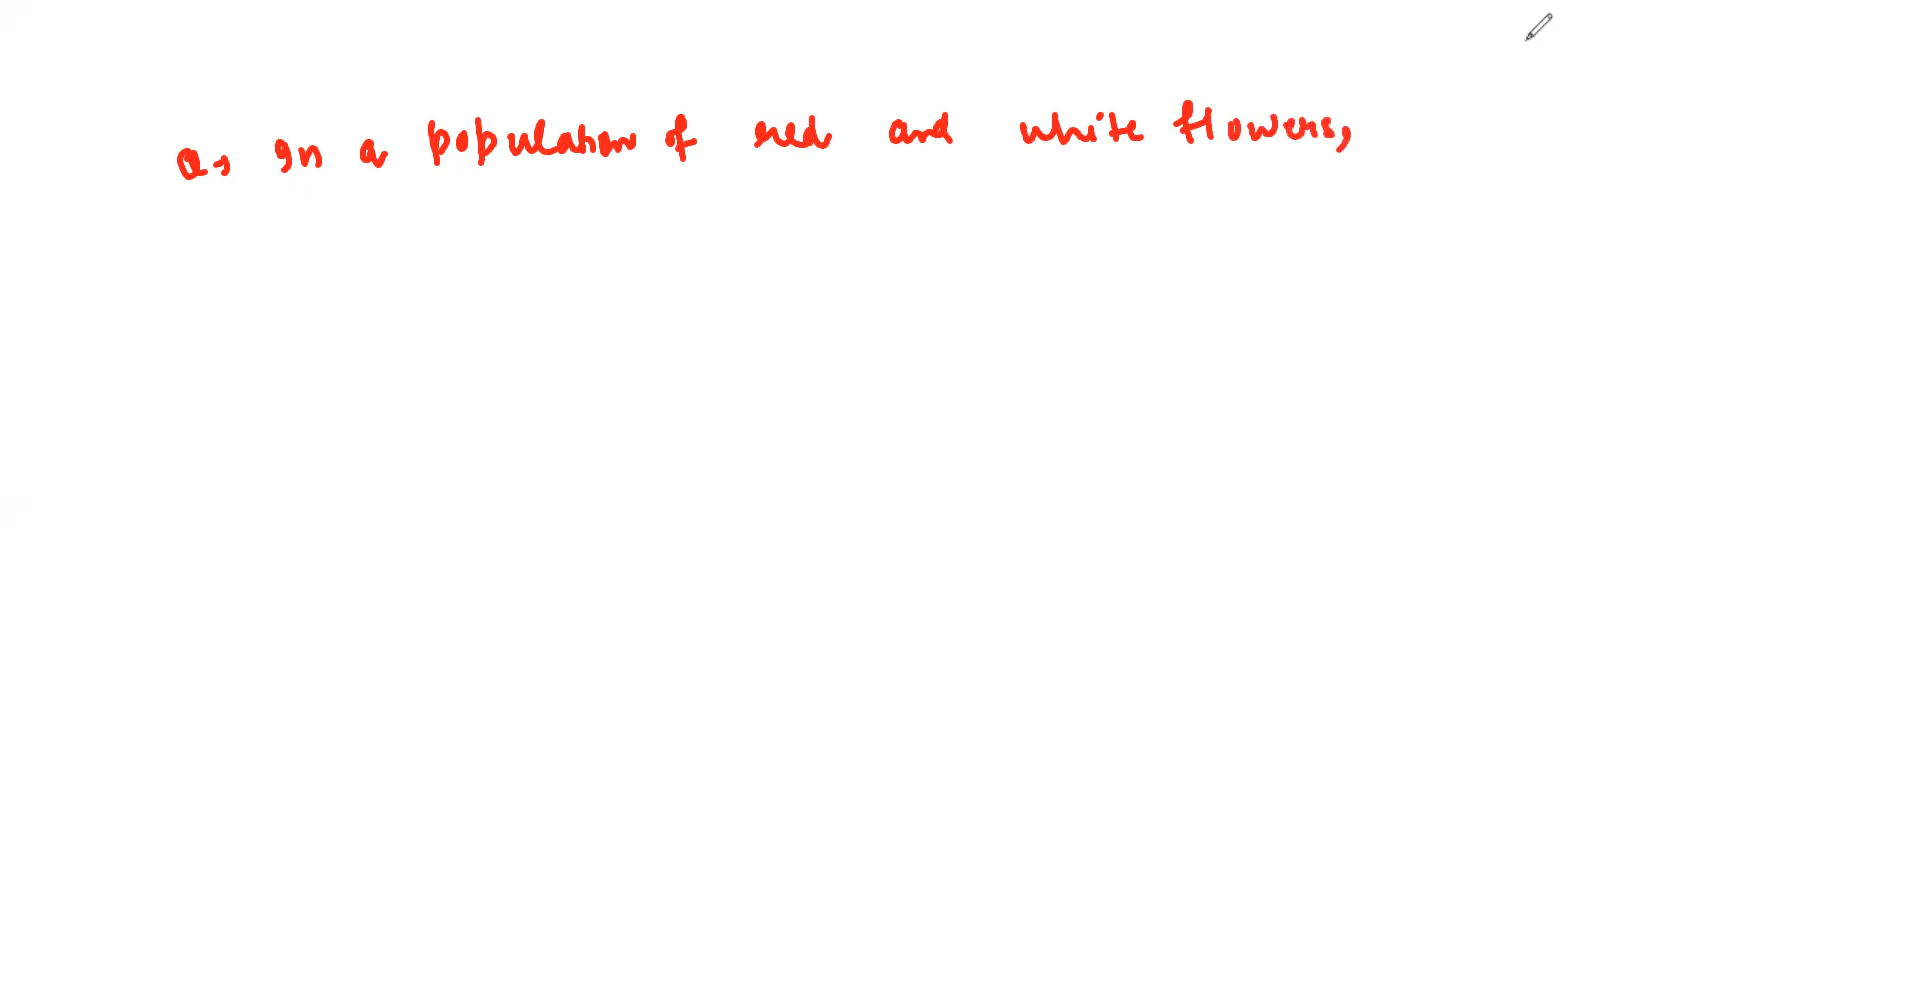 Q, In a population of red and white flowers,